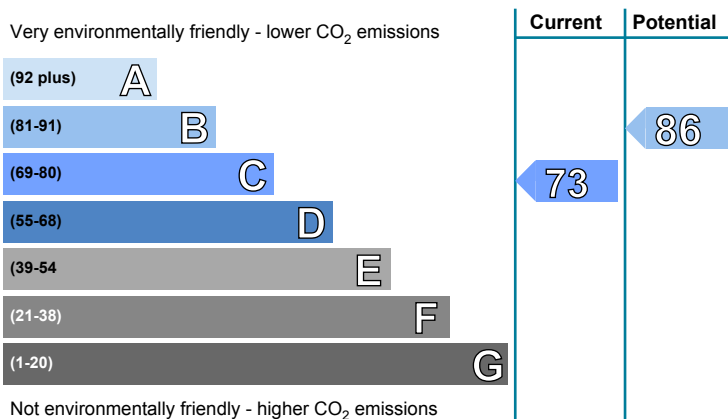 Current Potential
Very environmentally friendly - lower CO2 emissions
(92 plus) A
(81-91) B
86
(69-80) C
73
(55-68) D
(39-54 E
(21-38) F
(1-20) G
Not environmentally friendly - higher CO2 emissions